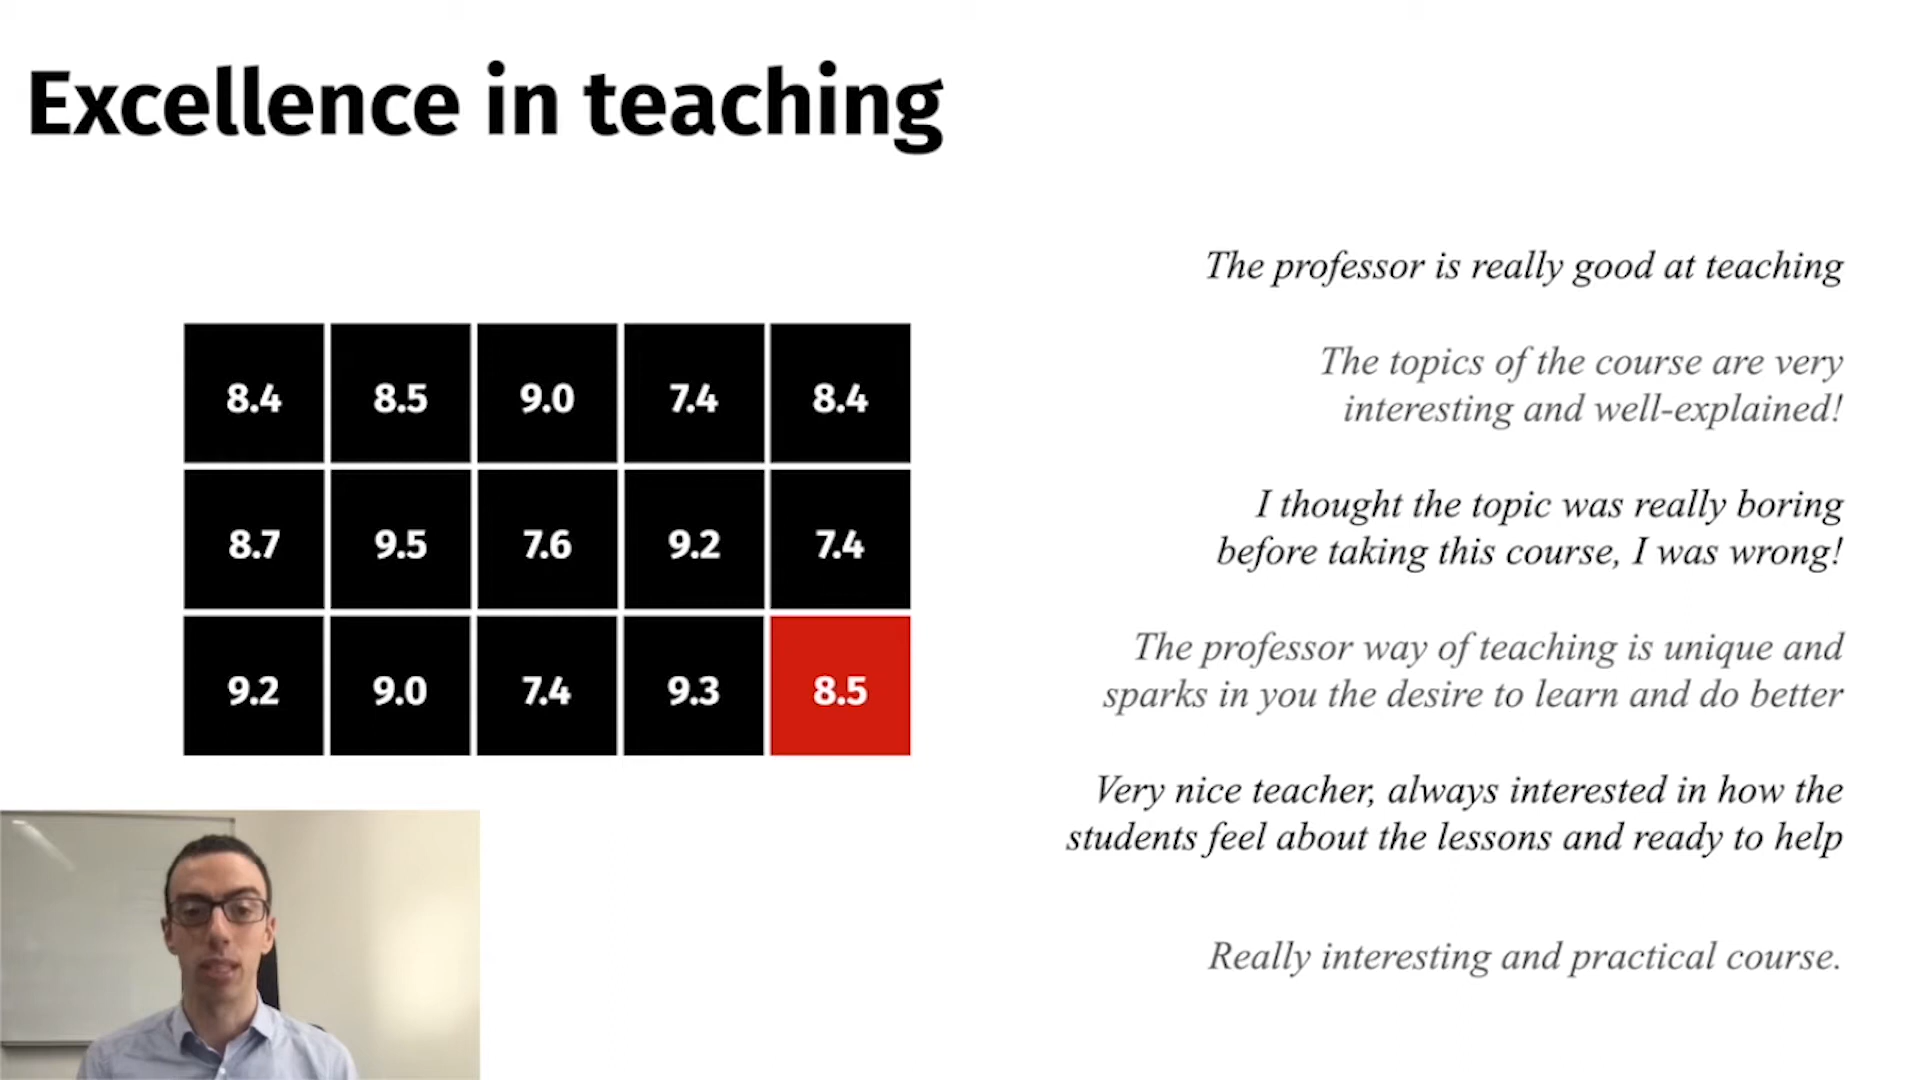 Excellence in teaching
8.4 8.5 9.0 7.4 8.4
8.7 9.5 7.6 9.2 7.4
9.2 9.0 7.4 9.3 8.5
The professor is really good at teaching
The topics of the course are very
interesting and well-explained!
I thought the topic was really boring
before taking this course, I was wrong!
The professor way of teaching is unique and
sparks in you the desire to learn and do better
Very nice teacher, always interested in how the
students feel about the lessons and ready to help
Really interesting and practical course.